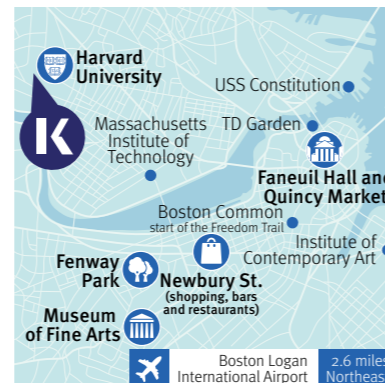 Harvard
University
USS Constitution
K
Massachusetts
Institute of
Technology
TD Garden
Faneuil Hall and
Quincy Market
Boston Common
start of the Freedom Trail
Institute of
Contemporary Art
Fenway
Park
Newbury St.
(shopping, bars
and restaurants)
Museum
of Fine Arts
Boston Logan
International Airport
2.6 miles
Northeas